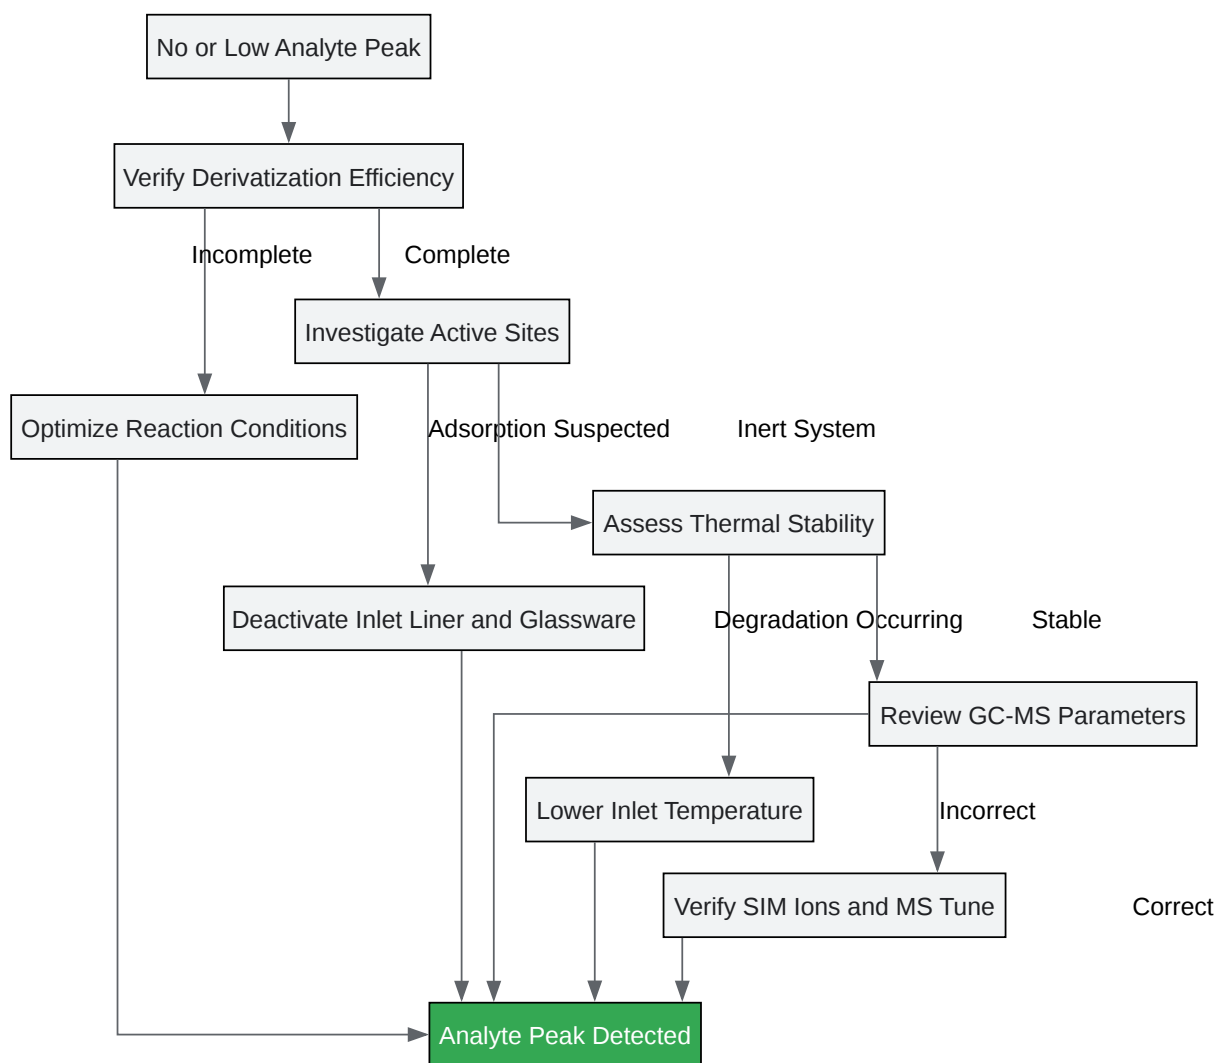 No or Low Analyte Peak
Verify Derivatization Efficiency
Incomplete
Complete
Investigate Active Sites
Optimize Reaction Conditions
Adsorption Suspected
Inert System
Assess Thermal Stability
Deactivate Inlet Liner and Glassware
Degradation Occurring
Stable
Review GC-MS Parameters
Lower Inlet Temperature
Incorrect
Verify SIM Ions and MS Tune
Correct
Analyte Peak Detected